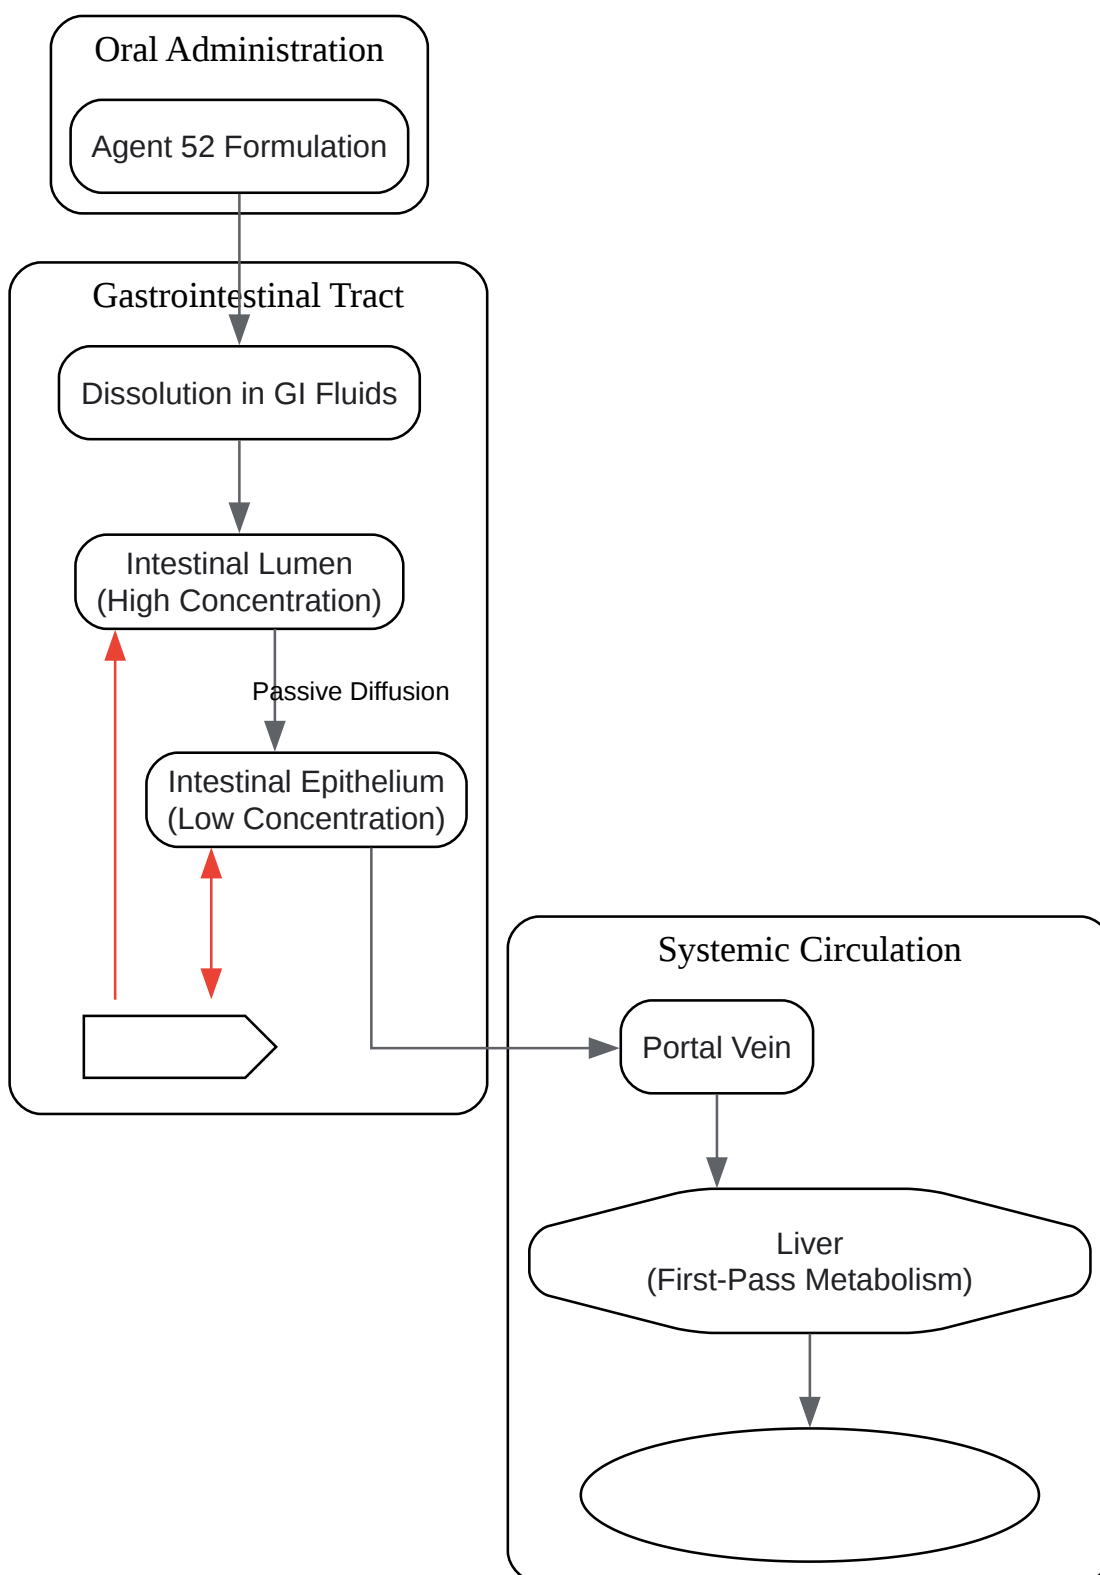 Oral Administration
Agent 52 Formulation
Gastrointestinal Tract
Dissolution in GI Fluids
Intestinal Lumen
(High Concentration)
Passive Diffusion
Intestinal Epithelium
(Low Concentration)
Systemic Circulation
Portal Vein
Liver
(First-Pass Metabolism)